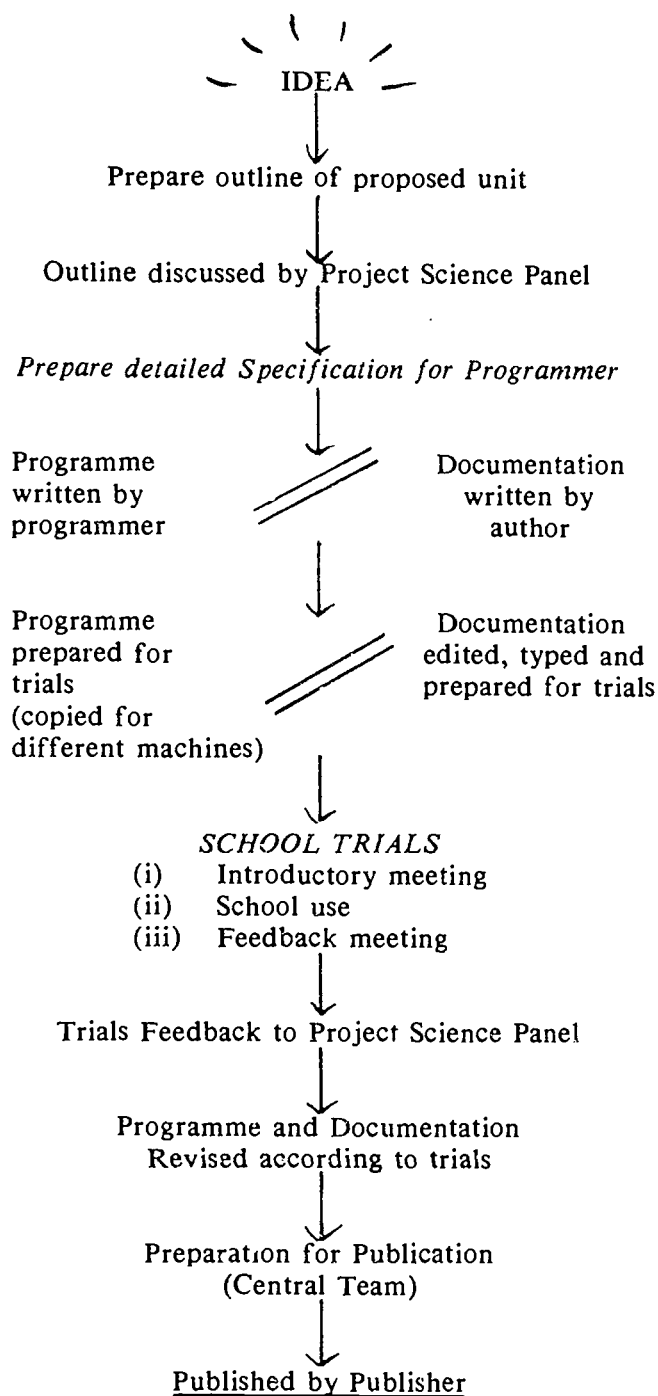 IDEA
Prepare outline of proposed unit
Outline discussed by Project Science Panel
Prepare detailed Specification for Programmer
Programme
written by
programmer
Documentation
written by
author
Programme
prepared for
trials
(copied for
different machines)
Documentation
edited, typed and
prepared for trials
SCHOOL TRIALS
(i) Introductory meeting
(ii) School use
(iii) Feedback meeting
Trials Feedback to Project Science Panel
Programme and Documentation
Revised according to trials
Preparation for Publication
(Central Team)
Published by Publisher